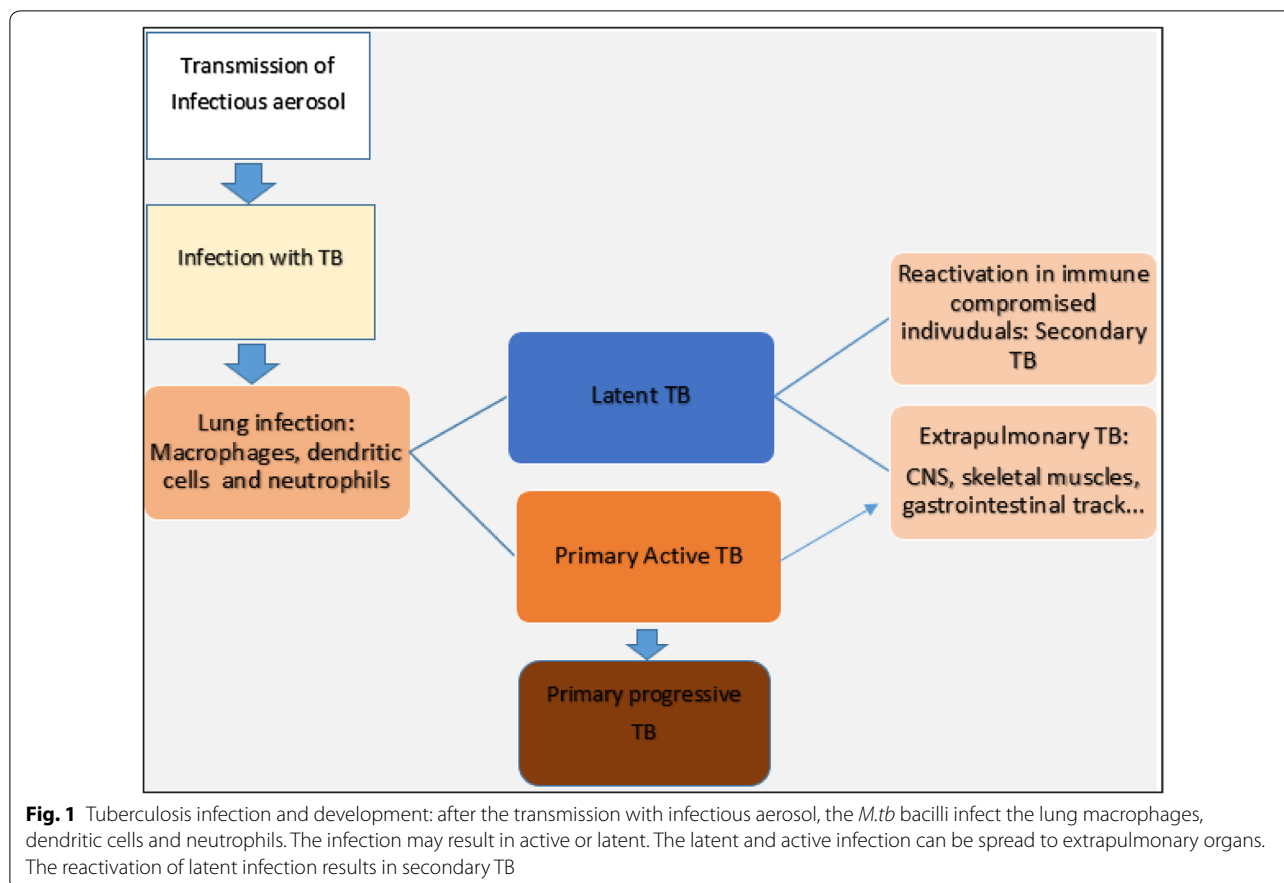 Transmission of
Infectious aerosol
Infection with TB
Lung infection:
Macrophages, dendritic
cells and neutrophils
Latent TB
Primary Active TB
Primary progressive
TB
Reactivation in immune
compromised
indivuduals: Secondary
TB
Extrapulmonary TB:
CNS, skeletal muscles,
gastrointestinal track...
Fig. 1 Tuberculosis infection and development: after the transmission with infectious aerosol, the M.tb bacilli infect the lung macrophages,
dendritic cells and neutrophils. The infection may result in active or latent. The latent and active infection can be spread to extrapulmonary organs.
The reactivation of latent infection results in secondary TB